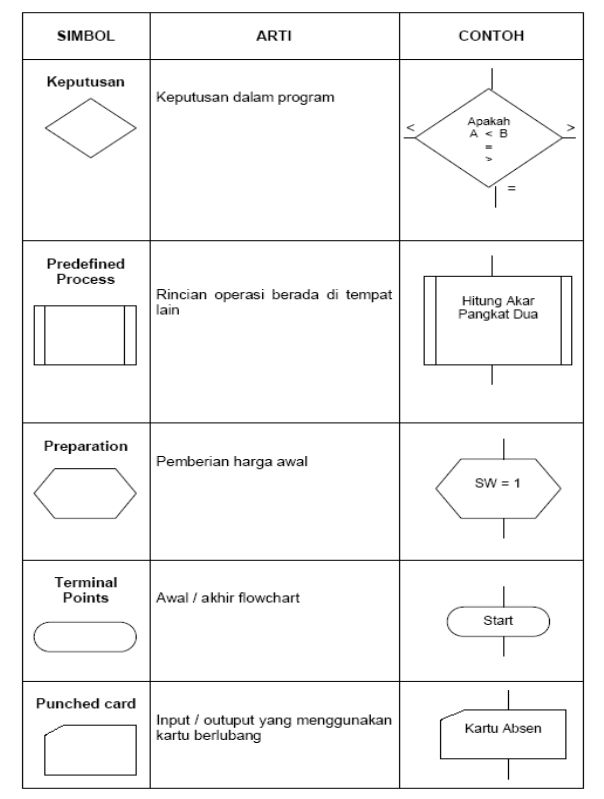 SIMBOL
ARTI
CONTOH
Keputusan
Keputusan dalam program
<
Apakah
A < B
=
>
>
=
Predefined
Process
Rincian operasi berada di tempat
lain
Hitung Akar
Pangkat Dua
Preparation
Pemberian harga awal
SW = 1
Terminal
Points
Awal / akhir flowchart
Start
Punched card
Input / outuput yang menggunakan
kartu berlubang
Kartu Absen